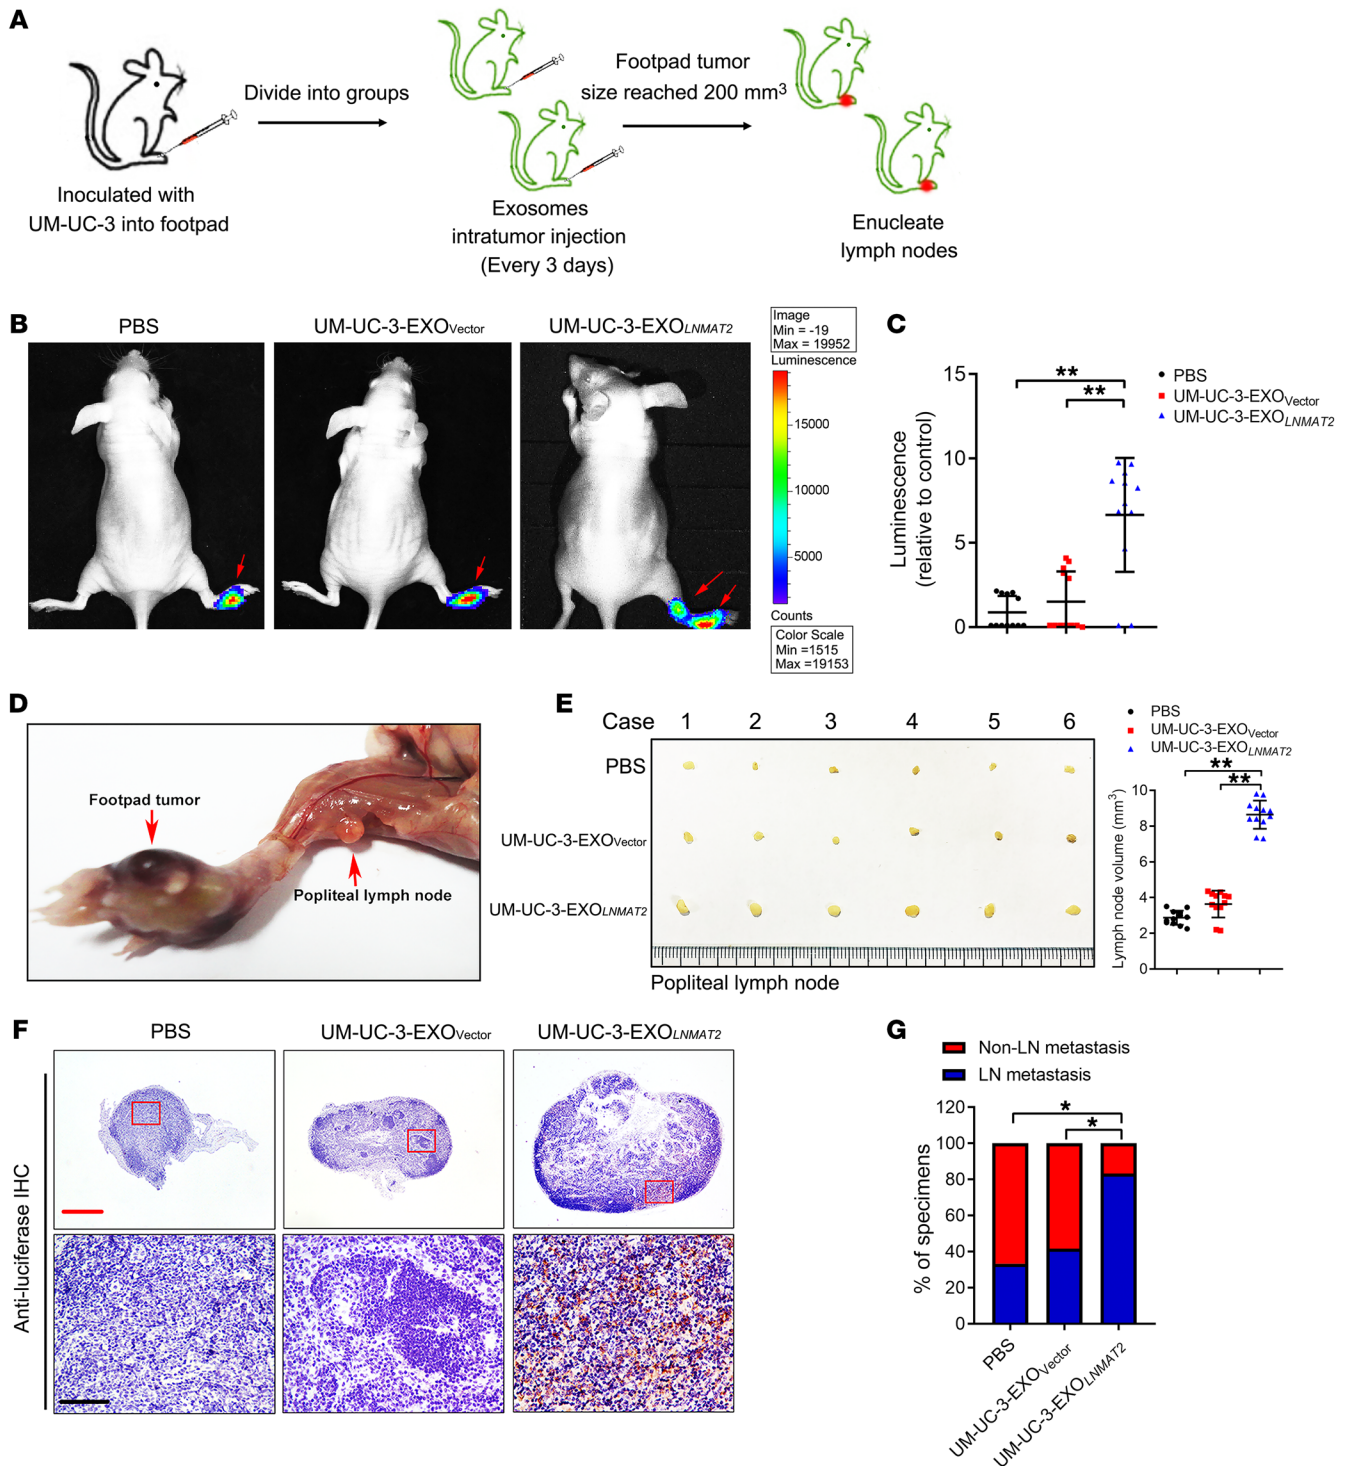 A
Divide into groups
Footpad tumor
size reached 200 mm3
Inoculated with
UM-UC-3 into footpad
Exosomes
intratumor injection
(Every 3 days)
Enucleate
lymph nodes
B
PBS
UM-UC-3-EXOVector
UM-UC-3-EXOLNMAT2
Image
Min = -19
Max = 19952
Luminescence
15000
10000
5000
Counts
Color Scale
Min =1515
Max =19153
C
Luminescence
(relative to control)
15
10
5
0
**
**
PBS
UM-UC-3-EXOVector
UM-UC-3-EXOLNMAT2
D
Footpad tumor
Popliteal lymph node
E
Case 1 2 3 4 5 6
PBS
UM-UC-3-EXOVector
UM-UC-3-EXOLNMAT2
Popliteal lymph node
PBS
UM-UC-3-EXOVector
UM-UC-3-EXOLNMAT2
**
**
Lymph node volume (mm3)
10
8
6
4
2
0
F
PBS
UM-UC-3-EXOVector
UM-UC-3-EXOLNMAT2
Anti-luciferase IHC
G
Non-LN metastasis
LN metastasis
% of specimens
120
100
80
60
40
20
0
*
*
PBS
UM-UC-3-EXOVector
UM-UC-3-EXOLNMAT2